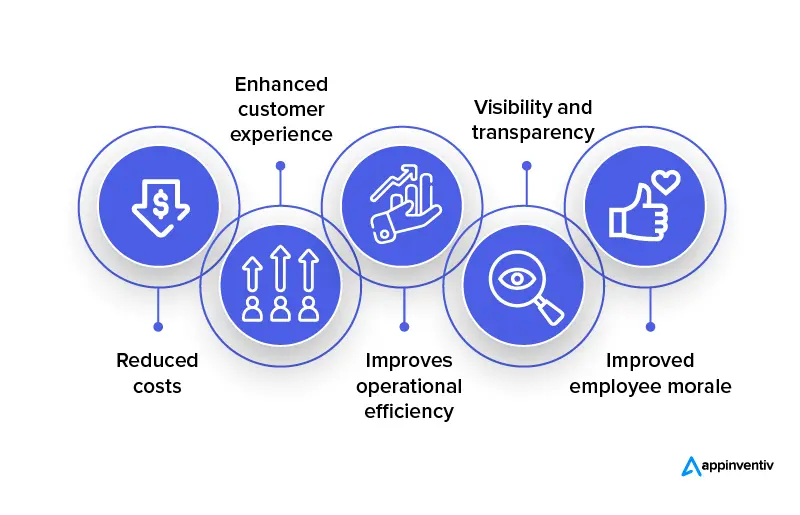 Enhanced
customer
experience
Visibility and
transparency
$
Reduced
costs
Improves
operational
efficiency
Improved
employee morale
appinventiv